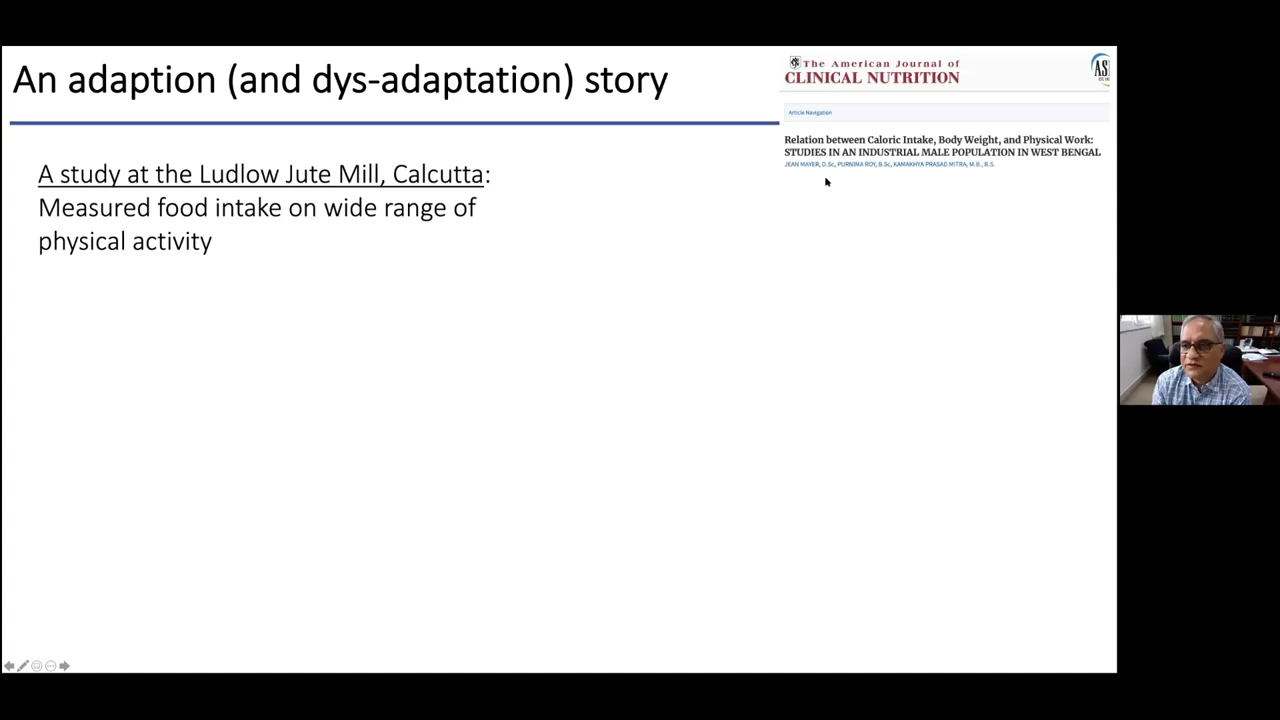 An adaption (and dys-adaptation) story
A study at the Ludlow Jute Mill, Calcutta:
Measured food intake on wide range of
physical activity
The American Journal of
CLINICAL NUTRITION
AS
Article Navigation
Relation between Caloric Intake, Body Weight, and Physical Work:
STUDIES IN AN INDUSTRIAL MALE POPULATION IN WEST BENGAL
JEAN MAYER, D.Sc, PURNIMA ROY, B.Sc, KAMAKHYA PRASAD MITRA, M.B., B.S.